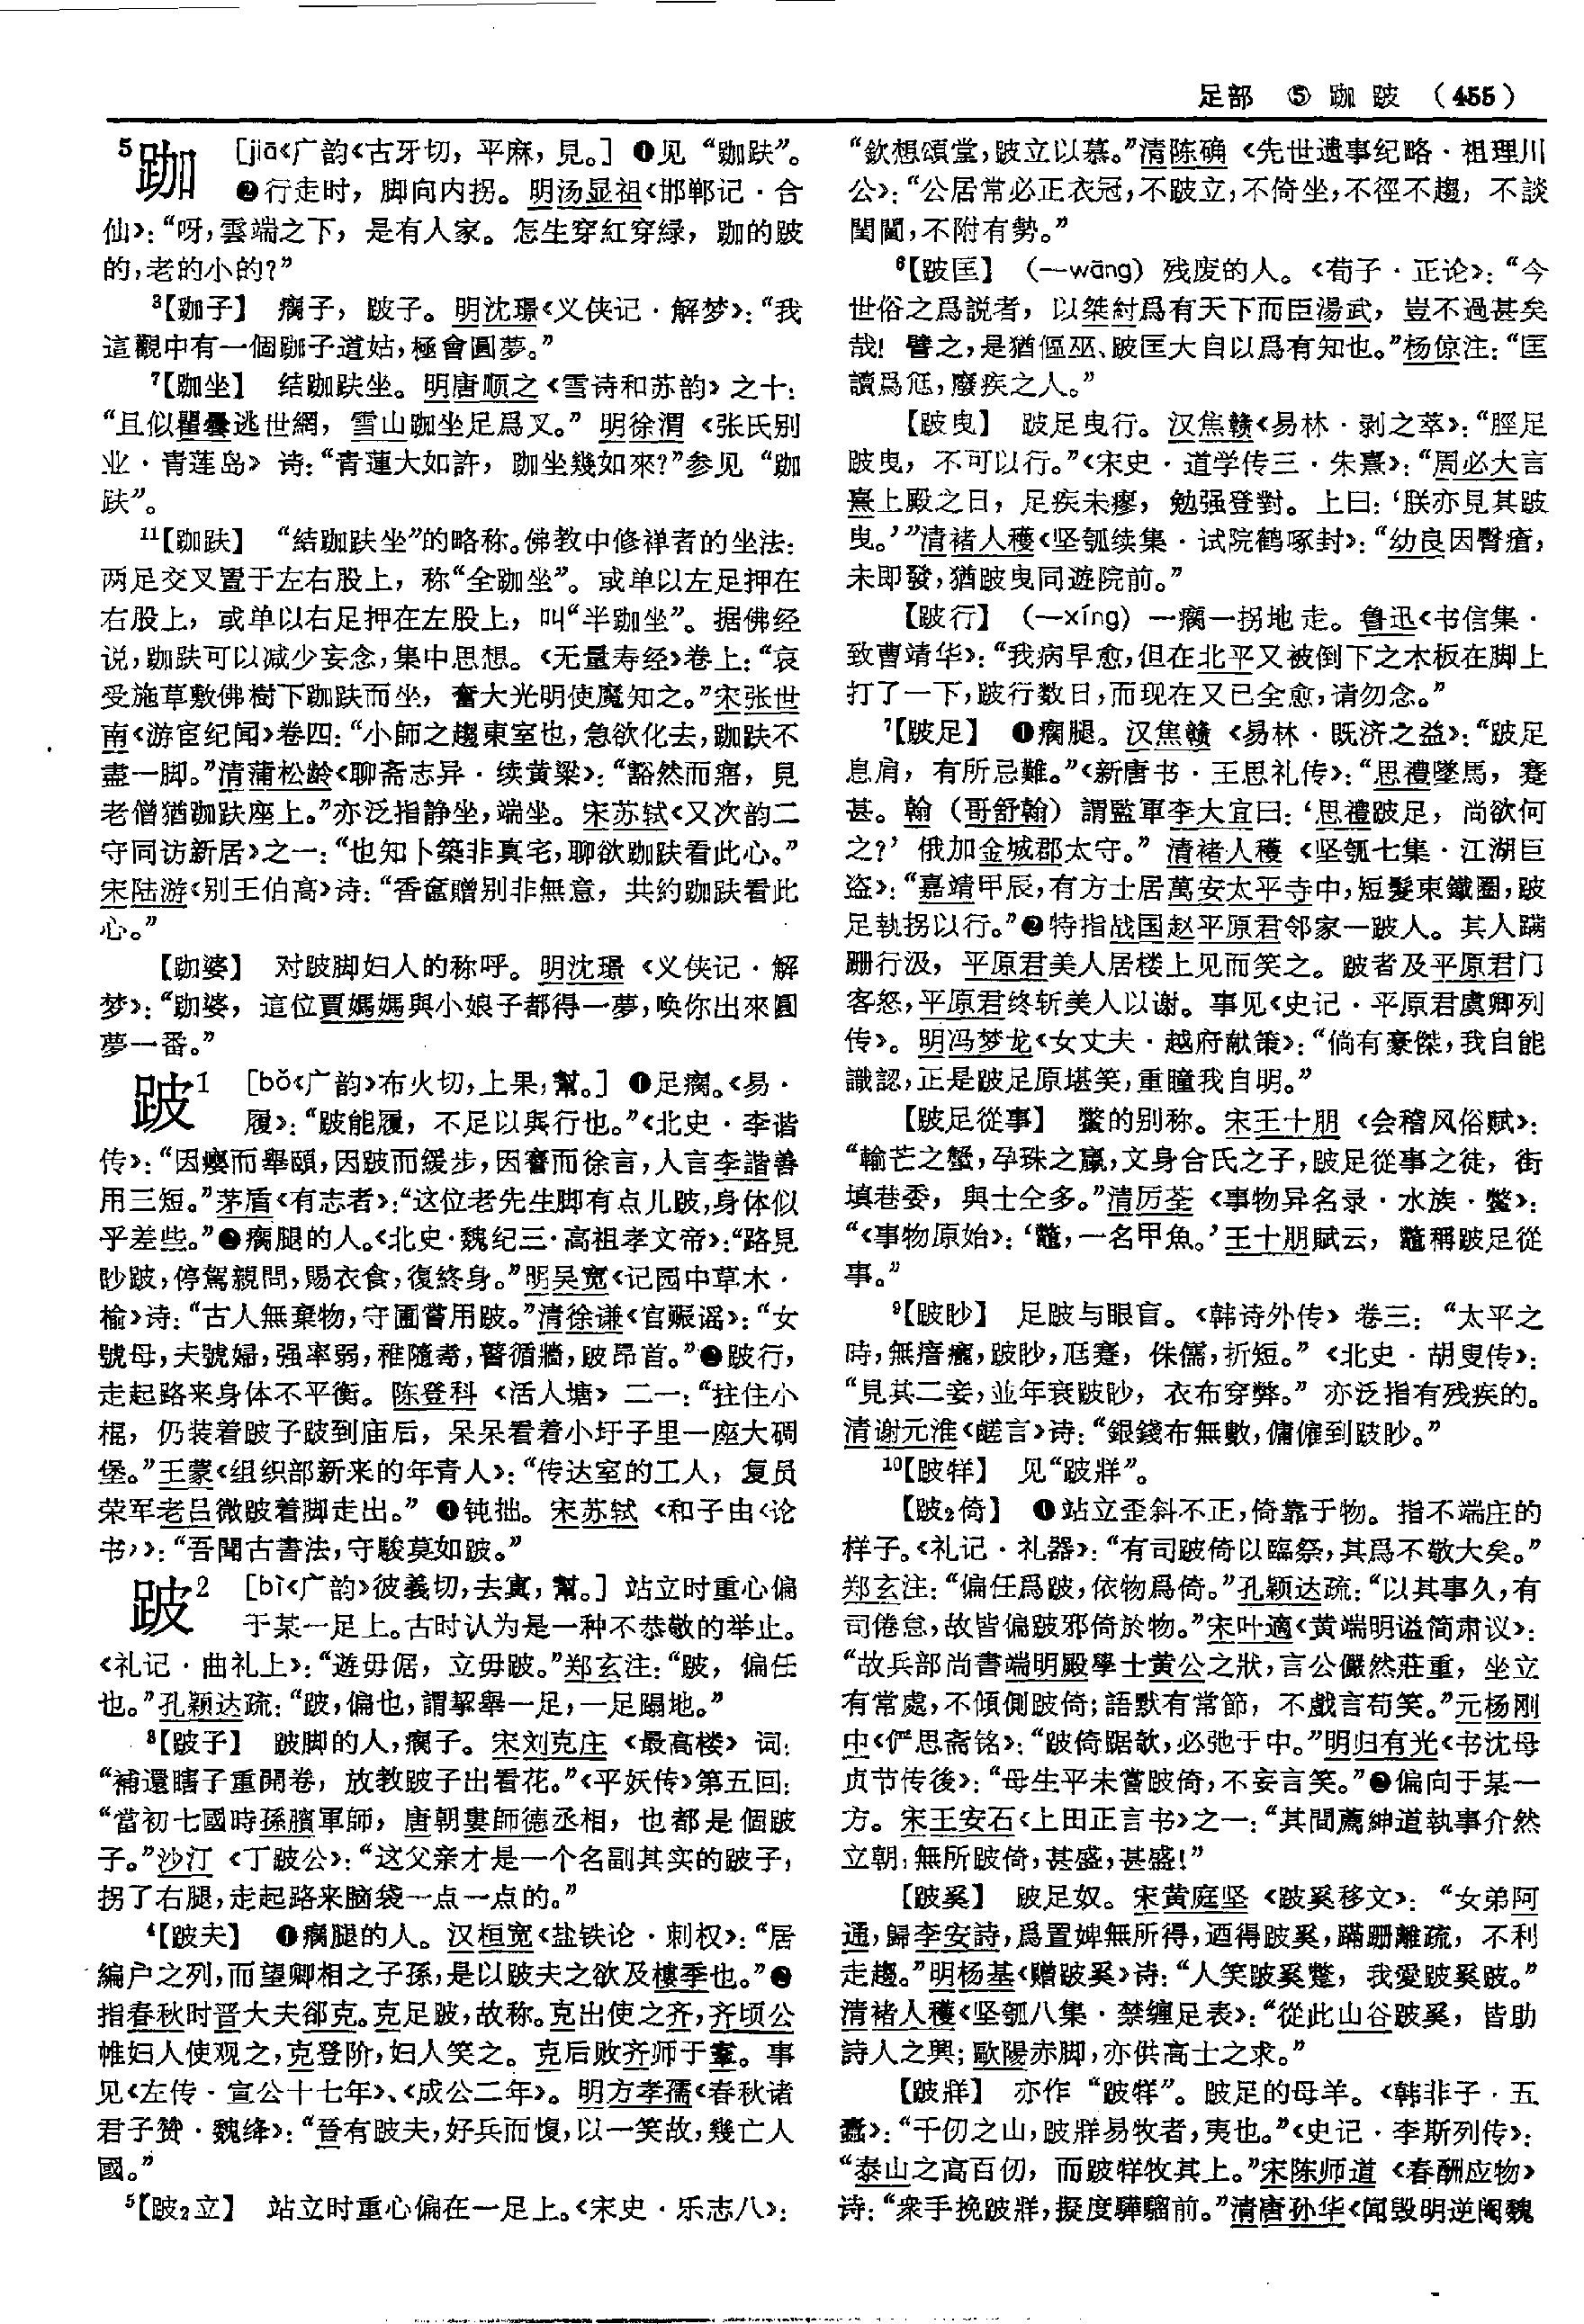 足部 ⑤ 跏 跛 （455）
5跏 [jiā《广韵《古牙切，平麻，見。] ❶见“跏趺”。
❷行走时，脚向内拐。明汤显祖《邯郸记·合
仙》：“呀，雲端之下，是有人家。怎生穿紅穿緑，跏的跛
的，老的小的？”
3【跏子】 瘸子，跛子。明沈璟《义侠记·解梦》：“我
這觀中有一個跏子道姑，極會圓夢。”
7【跏坐】 结跏趺坐。明唐顺之《雪诗和苏韵》之十：
“且似瞿曇逃世網，雪山跏坐足爲叉。”明徐渭《张氏别
业·青莲岛》诗：“青蓮大如許，跏坐幾如來？”参见“跏
趺”。
11【跏趺】 “結跏趺坐”的略称。佛教中修禅者的坐法：
两足交叉置于左右股上，称“全跏坐”。或单以左足押在
右股上，或单以右足押在左股上，叫“半跏坐”。据佛经
说，跏趺可以减少妄念，集中思想。《无量寿经》卷上：“哀
受施草敷佛樹下跏趺而坐，奮大光明使魔知之。”宋张世
南《游宦纪闻》卷四：“小師之趨東室也，急欲化去，跏趺不
盡一脚。”清蒲松龄《聊斋志异·续黄粱》：“豁然而寤，見
老僧猶跏趺座上。”亦泛指静坐，端坐。宋苏轼《又次韵二
守同访新居》之一：“也知卜築非真宅，聊欲跏趺看此心。”
宋陆游《别王伯高》诗：“香奩贈别非無意，共約跏趺看此
心。”
【跏婆】 对跛脚妇人的称呼。明沈璟《义侠记·解
梦》：“跏婆，這位賈媽媽與小娘子都得一夢，唤你出來圓
夢一番。”
跛1 [bǒ《广韵》布火切，上果，幫。] ❶足瘸。《易·
履》：“跛能履，不足以與行也。”《北史·李谐
传》：“因癭而舉頤，因跛而緩步，因謇而徐言，人言李諧善
用三短。”茅盾《有志者》：“这位老先生脚有点儿跛，身体似
乎差些。”❷瘸腿的人。《北史·魏纪三·高祖孝文帝》：“路見
眇跛，停駕親問，賜衣食，復終身。”明吴宽《记园中草木·
榆》诗：“古人無棄物，守圃嘗用跛。”清徐谦《官赈谣》：“女
號母，夫號婦，强率弱，稚隨耇，瞽循牆，跛昂首。”❸跛行，
走起路来身体不平衡。陈登科《活人塘》二一：“拄住小
棍，仍装着跛子跛到庙后，呆呆看着小圩子里一座大碉
堡。”王蒙《组织部新来的年青人》：“传达室的工人，复员
荣军老吕微跛着脚走出。”❹钝拙。宋苏轼《和子由〈论
书〉》：“吾聞古書法，守駿莫如跛。”
跛2 [bì《广韵》彼義切，去寘，幫。] 站立时重心偏
于某一足上。古时认为是一种不恭敬的举止。
《礼记·曲礼上》：“遊毋倨，立毋跛。”郑玄注：“跛，偏任
也。”孔颖达疏：“跛，偏也，謂挈舉一足，一足蹋地。”
3【跛子】 跛脚的人，瘸子。宋刘克庄《最高楼》词：
“補還瞎子重開卷，放教跛子出看花。”《平妖传》第五回：
“當初七國時孫臏軍師，唐朝婁師德丞相，也都是個跛
子。”沙汀《丁跛公》：“这父亲才是一个名副其实的跛子，
拐了右腿，走起路来脑袋一点一点的。”
4【跛夫】 ❶瘸腿的人。汉桓宽《盐铁论·刺权》：“居
編户之列，而望卿相之子孫，是以跛夫之欲及樓季也。”❷
指春秋时晋大夫郤克。克足跛，故称。克出使之齐，齐顷公
帷妇人使观之，克登阶，妇人笑之。克后败齐师于鞌。事
见《左传·宣公十七年》、《成公二年》。明方孝孺《春秋诸
君子赞·魏绛》：“晉有跛夫，好兵而愎，以一笑故，幾亡人
國。”
5【跛2立】 站立时重心偏在一足上。《宋史·乐志八》：
“欽想頌堂，跛立以慕。”清陈确《先世遗事纪略·祖理川
公》：“公居常必正衣冠，不跛立，不倚坐，不徑不趨，不談
閨閫，不附有勢。”
6【跛匡】（—wāng）残废的人。《荀子·正论》：“今
世俗之爲説者，以桀紂爲有天下而臣湯武，豈不過甚矣
哉！譬之，是猶傴巫、跛匡大自以爲有知也。”杨倞注：“匡
讀爲尫，廢疾之人。”
【跛曳】 跛足曳行。汉焦赣《易林·剥之萃》：“脛足
跛曳，不可以行。”《宋史·道学传三·朱熹》：“周必大言
熹上殿之日，足疾未瘳，勉强登對。上曰：‘朕亦見其跛
曳。’”清褚人穫《坚瓠续集·试院鹤啄封》：“幼良因臀瘡，
未即發，猶跛曳同遊院前。”
【跛行】（—xíng）一瘸一拐地走。鲁迅《书信集·
致曹靖华》：“我病早愈，但在北平又被倒下之木板在脚上
打了一下，跛行数日，而现在又已全愈，请勿念。”
7【跛足】 ❶瘸腿。汉焦赣《易林·既济之益》：“跛足
息肩，有所忌難。”《新唐书·王思礼传》：“思禮墜馬，蹇
甚。翰（哥舒翰）謂監軍李大宜曰：‘思禮跛足，尚欲何
之？’俄加金城郡太守。”清褚人穫《坚瓠七集·江湖巨
盗》：“嘉靖甲辰，有方士居萬安太平寺中，短髮束鐵圈，跛
足執拐以行。”❷特指战国赵平原君邻家一跛人。其人蹒
跚行汲，平原君美人居楼上见而笑之。跛者及平原君门
客怒，平原君终斩美人以谢。事见《史记·平原君虞卿列
传》。明冯梦龙《女丈夫·越府献策》：“倘有豪傑，我自能
識認，正是跛足原堪笑，重瞳我自明。”
【跛足從事】 鳖的别称。宋王十朋《会稽风俗赋》：
“輸芒之蟹，孕珠之蠃，文身合氏之子，跛足從事之徒，街
填巷委，與土仝多。”清厉荃《事物异名录·水族·鳖》：
“《事物原始》：‘鼈，一名甲魚。’王十朋賦云，鼈稱跛足從
事。”
9【跛眇】 足跛与眼盲。《韩诗外传》卷三：“太平之
時，無瘖㾏，跛眇，尫蹇，侏儒，折短。”《北史·胡叟传》：
“見其二妾，並年衰跛眇，衣布穿弊。”亦泛指有残疾的。
清谢元淮《鹾言》诗：“銀錢布無數，傭僱到跂眇。”
10【跛牂】 见“跛牂”。
【跛2倚】 ❶站立歪斜不正，倚靠于物。指不端庄的
样子。《礼记·礼器》：“有司跛倚以臨祭，其爲不敬大矣。”
郑玄注：“偏任爲跛，依物爲倚。”孔颖达疏：“以其事久，有
司倦怠，故皆偏跛邪倚於物。”宋叶適《黄端明谥简肃议》：
“故兵部尚書端明殿學士黄公之狀，言公儼然莊重，坐立
有常處，不傾側跛倚；語默有常節，不戲言苟笑。”元杨刚
中《俨思斋铭》：“跛倚踞欹，必弛于中。”明归有光《书沈母
贞节传後》：“母生平未嘗跛倚，不妄言笑。”❷偏向于某一
方。宋王安石《上田正言书》之一：“其間薦紳道執事介然
立朝，無所跛倚，甚盛，甚盛！”
【跛奚】 跛足奴。宋黄庭坚《跛奚移文》：“女弟阿
通，歸李安詩，爲置婢無所得，迺得跛奚，蹣跚離疏，不利
走趨。”明杨基《赠跛奚》诗：“人笑跛奚蹩，我愛跛奚跛。”
清褚人穫《坚瓠八集·禁缠足表》：“從此山谷跛奚，皆助
詩人之興；歐陽赤脚，亦供高士之求。”
【跛牂】 亦作“跛牂”。跛足的母羊。《韩非子·五
蠹》：“千仞之山，跛牂易牧者，夷也。”《史记·李斯列传》：
“泰山之高百仞，而跛牂牧其上。”宋陈师道《春酬应物》
诗：“衆手挽跛牂，擬度驊騮前。”清唐孙华《闻毁明逆阉魏